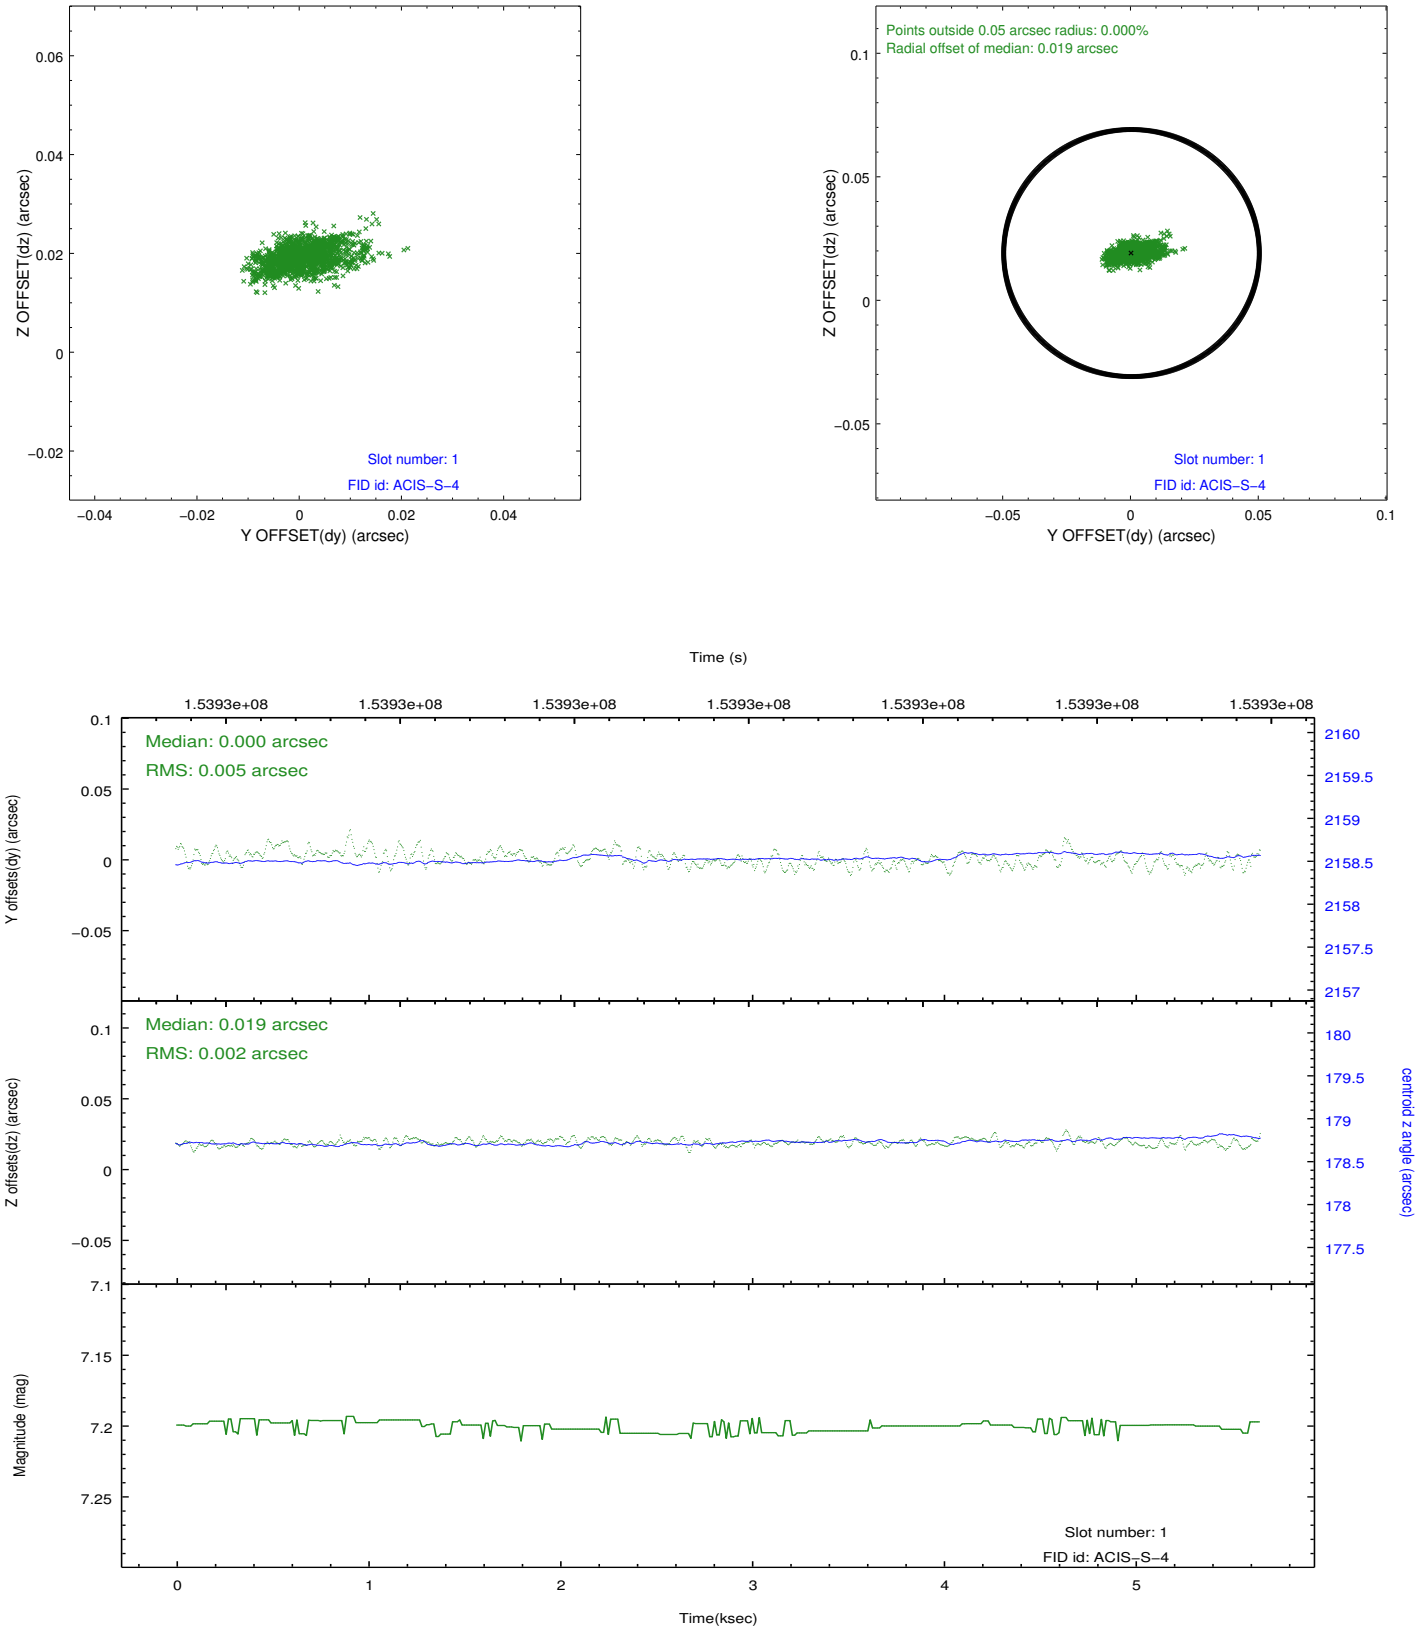 0.06
0.04
0.02
0
−0.02
Z OFFSET(dz) (arcsec)
Slot number: 1
FID id: ACIS−S−4
−0.04 −0.02 0 0.02 0.04
Y OFFSET(dy) (arcsec)
Points outside 0.05 arcsec radius: 0.000%
Radial offset of median: 0.019 arcsec
0.1
0.05
0
−0.05
Z OFFSET(dz) (arcsec)
Slot number: 1
FID id: ACIS−S−4
−0.05 0 0.05 0.1
Y OFFSET(dy) (arcsec)
Time (s)
1.5393e+08 1.5393e+08 1.5393e+08 1.5393e+08 1.5393e+08 1.5393e+08 1.5393e+08
Median: 0.000 arcsec
RMS: 0.005 arcsec
0.1
0.05
0
−0.05
Y offsets(dy) (arcsec)
2160
2159.5
2159
2158.5
2158
2157.5
2157
Median: 0.019 arcsec
RMS: 0.002 arcsec
0.1
0.05
0
−0.05
Z offsets(dz) (arcsec)
180
179.5
179
178.5
178
177.5
centroid z angle (arcsec)
7.1
7.15
7.2
7.25
Magnitude (mag)
Slot number: 1
FID id: ACIS−S−4
0 1 2 3 4 5
Time(ksec)